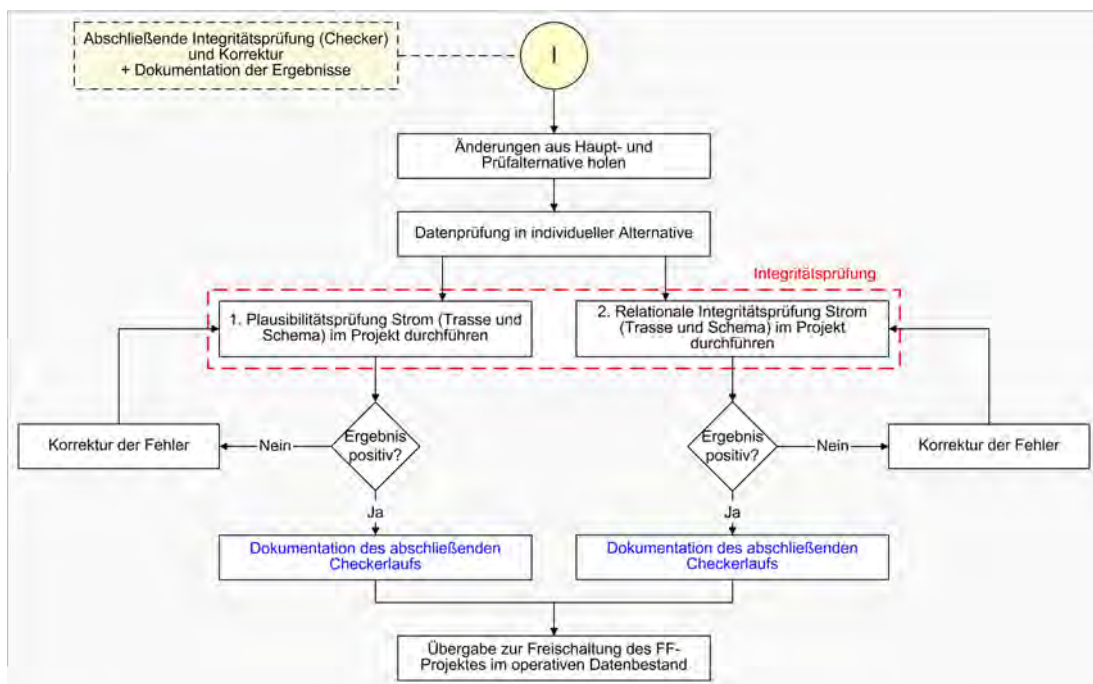 Abschließende Integritätsprüfung (Checker)
und Korrektur
+ Dokumentation der Ergebnisse
I
Änderungen aus Haupt- und
Prüfalternative holen
Datenprüfung in individueller Alternative
Integritätsprüfung
1. Plausibilitätsprüfung Strom (Trasse und
Schema) im Projekt durchführen
2. Relationale Integritätsprüfung Strom
(Trasse und Schema) im Projekt
durchführen
Korrektur der Fehler
Nein
Ergebnis
positiv?
Ergebnis
positiv?
Nein
Korrektur der Fehler
Ja
Ja
Dokumentation des abschließenden
Checkerlaufs
Dokumentation des abschließenden
Checkerlaufs
Übergabe zur Freischaltung des FF-
Projektes im operativen Datenbestand